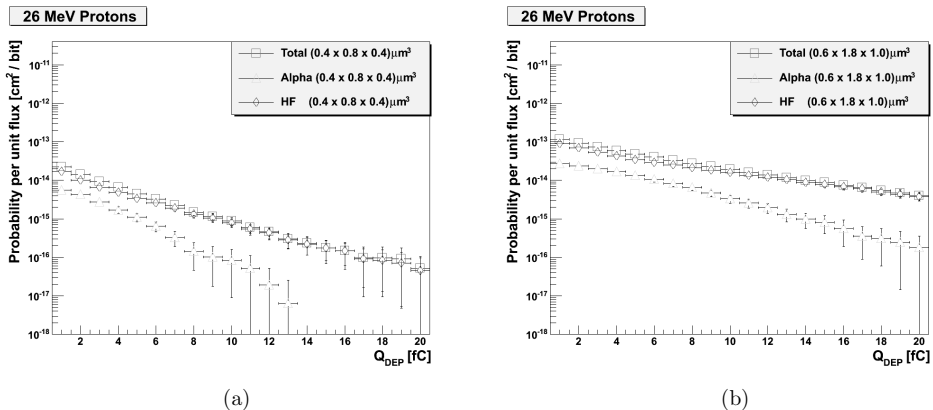 26 MeV Protons
Probability per unit flux [cm² / bit]
10⁻¹¹
10⁻¹²
10⁻¹³
10⁻¹⁴
10⁻¹⁵
10⁻¹⁶
10⁻¹⁷
10⁻¹⁸
Total (0.4 x 0.8 x 0.4)μm³
Alpha (0.4 x 0.8 x 0.4)μm³
HF (0.4 x 0.8 x 0.4)μm³
2 4 6 8 10 12 14 16 18 20
Q_DEP [fC]
(a)
26 MeV Protons
Probability per unit flux [cm² / bit]
10⁻¹¹
10⁻¹²
10⁻¹³
10⁻¹⁴
10⁻¹⁵
10⁻¹⁶
10⁻¹⁷
10⁻¹⁸
Total (0.6 x 1.8 x 1.0)μm³
Alpha (0.6 x 1.8 x 1.0)μm³
HF (0.6 x 1.8 x 1.0)μm³
2 4 6 8 10 12 14 16 18 20
Q_DEP [fC]
(b)